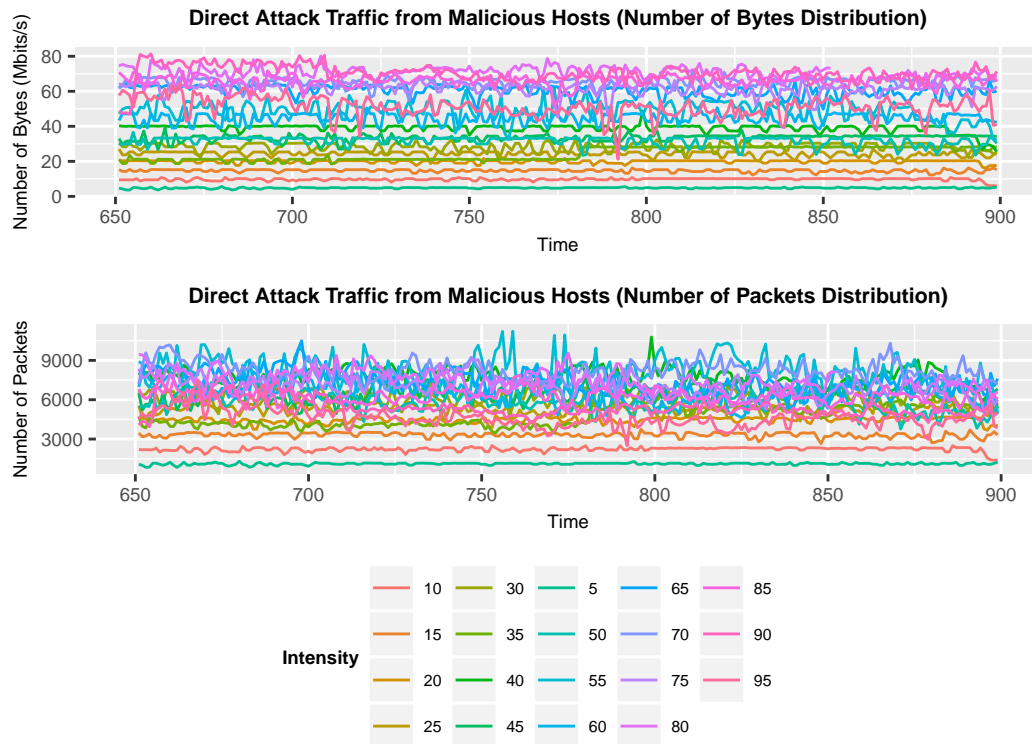 Direct Attack Traffic from Malicious Hosts (Number of Bytes Distribution)
Number of Bytes (Mbits/s)
80
60
40
20
0
650 700 750 800 850 900
Time
Direct Attack Traffic from Malicious Hosts (Number of Packets Distribution)
Number of Packets
9000
6000
3000
650 700 750 800 850 900
Time
Intensity
10 30 5 65 85
15 35 50 70 90
20 40 55 75 95
25 45 60 80